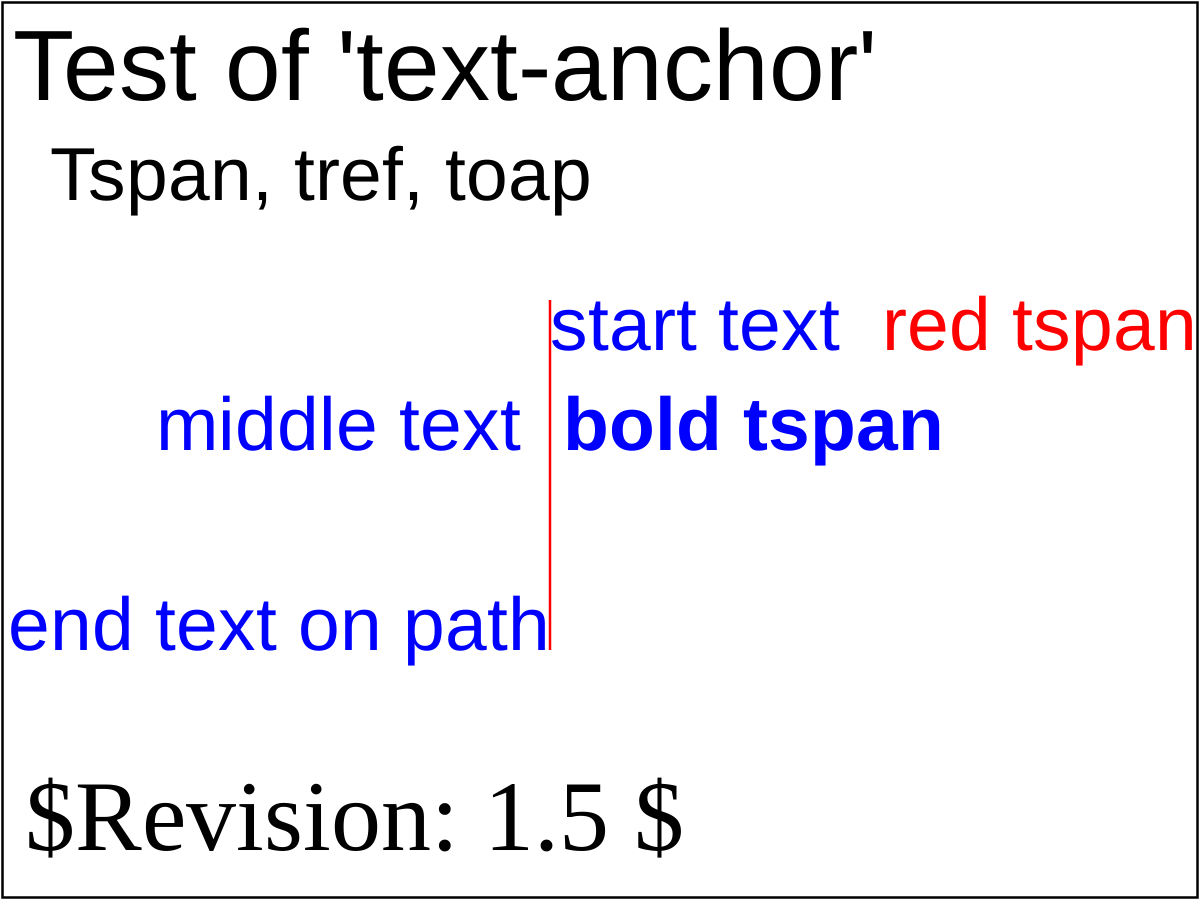 Test of 'text-anchor'
Tspan, tref, toap
start text  red tspan
middle text  bold tspan
end text on path
$Revision: 1.5 $